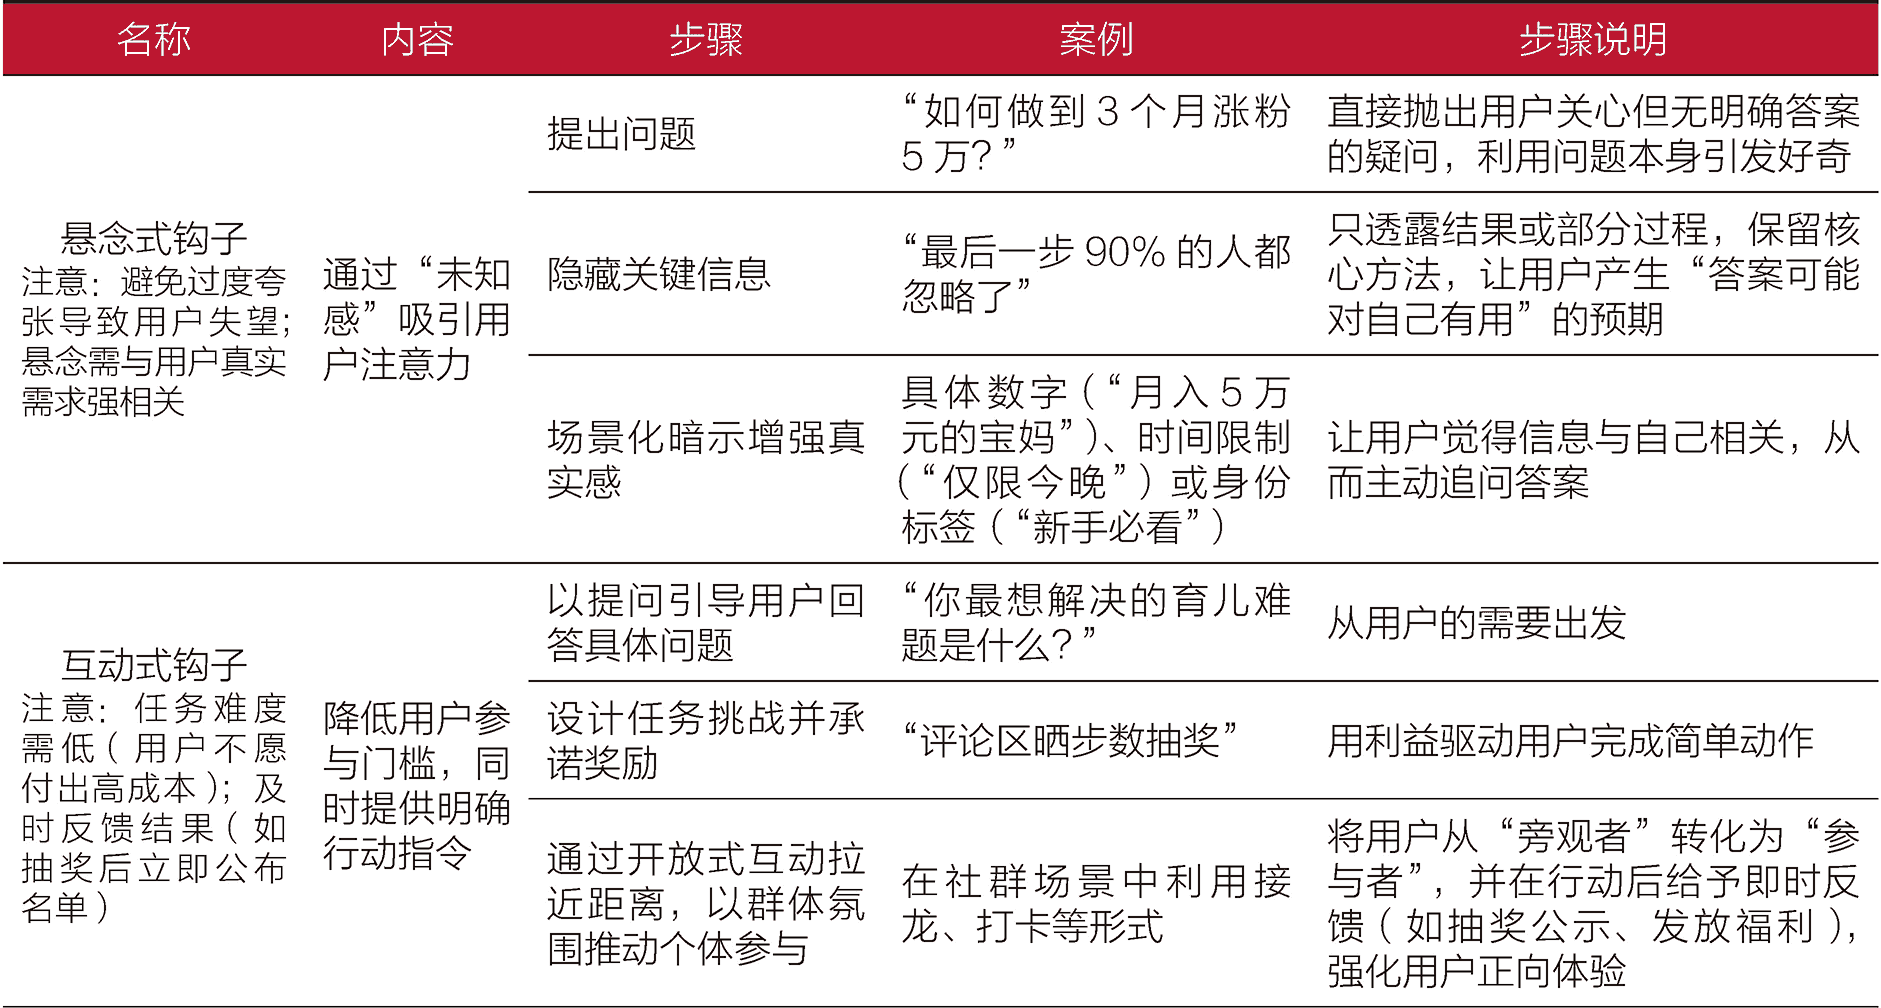 名称 内容 步骤 案例 步骤说明
悬念式钩子
注意：避免过度夸
张导致用户失望；
悬念需与用户真实
需求强相关
通过“未知
感”吸引用
户注意力
提出问题
“如何做到 3 个月涨粉
5 万？”
直接抛出用户关心但无明确答案
的疑问，利用问题本身引发好奇
隐藏关键信息
“最后一步 90% 的人都
忽略了”
只透露结果或部分过程，保留核
心方法，让用户产生“答案可能
对自己有用”的预期
场景化暗示增强真
实感
具体数字（“月入 5 万
元的宝妈”）、时间限制
（“仅限今晚”）或身份
标签（“新手必看”）
让用户觉得信息与自己相关，从
而主动追问答案
互动式钩子
注意：任务难度
需低（用户不愿
付出高成本）；及
时反馈结果（如
抽奖后立即公布
名单）
降低用户参
与门槛，同
时提供明确
行动指令
以提问引导用户回
答具体问题
“你最想解决的育儿难
题是什么？”
从用户的需要出发
设计任务挑战并承
诺奖励
“评论区晒步数抽奖”
用利益驱动用户完成简单动作
通过开放式互动拉
近距离，以群体氛
围推动个体参与
在社群场景中利用接
龙、打卡等形式
将用户从“旁观者”转化为“参
与者”，并在行动后给予即时反
馈（如抽奖公示、发放福利），
强化用户正向体验